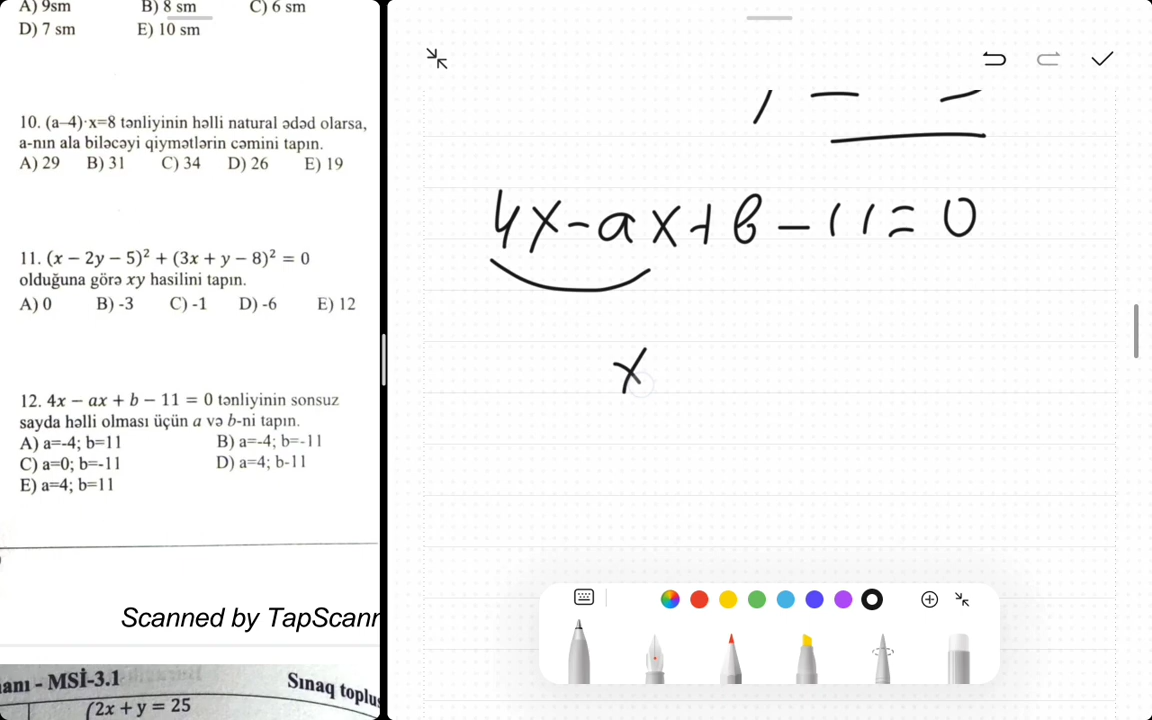 A) 9sm B) 8 sm C) 6 sm
D) 7 sm E) 10 sm
10. (a–4)·x=8 tənliyinin həlli natural ədəd olarsa,
a-nın ala biləcəyi qiymətlərin cəmini tapın.
A) 29 B) 31 C) 34 D) 26 E) 19
11. (x − 2y − 5)² + (3x + y − 8)² = 0
olduğuna görə xy hasilini tapın.
A) 0 B) -3 C) -1 D) -6 E) 12
12. 4x − ax + b − 11 = 0 tənliyinin sonsuz
sayda həlli olması üçün a və b-ni tapın.
A) a=-4; b=11 B) a=-4; b=-11
C) a=0; b=-11 D) a=4; b-11
E) a=4; b=11
Scanned by TapScann
anı - MSİ-3.1 Sınaq toplu
2x + y = 25
4x-ax+b-11=0
x